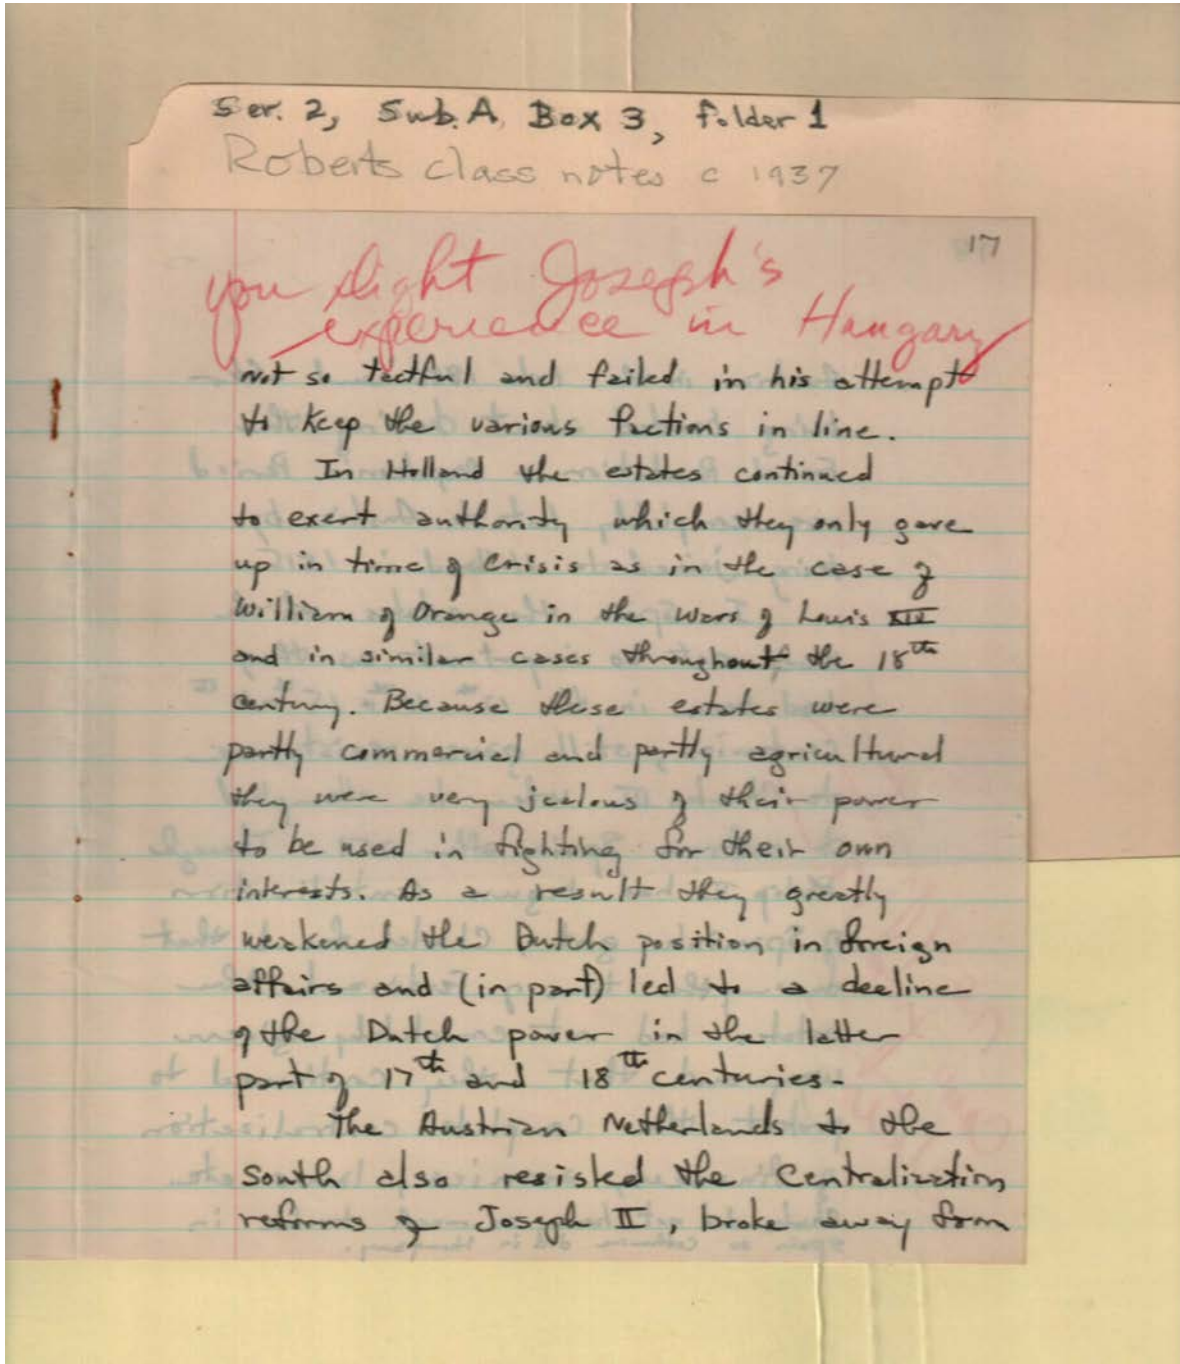 Ser. 2, Sub. A, Box 3, folder 1
Roberts class notes c 1937
17
you slight Joseph's
experience in Hungary
not so tactful and failed in his attempt
to keep the various factions in line.
In Holland the estates continued
to exert authority which they only gave
up in time of crisis as in the case of
William of Orange in the Wars of Louis XIV
and in similar cases throughout the 18th
century. Because these estates were
partly commercial and partly agricultural
they were very jealous of their power
to be used in fighting for their own
interests. As a result they greatly
weakened the Dutch position in foreign
affairs and (in part) led to a decline
of the Dutch power in the latter
part of 17th and 18th centuries.
The Austrian Netherlands to the
South also resisted the Centralization
reforms of Joseph II, broke away from